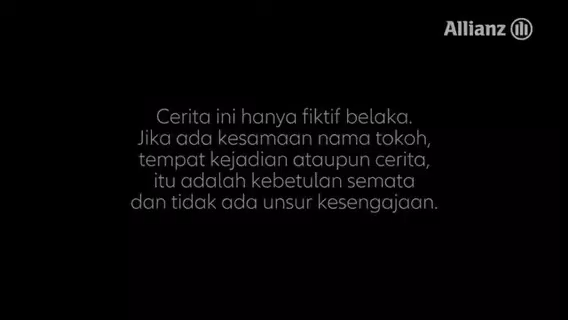 Allianz
Cerita ini hanya fiktif belaka.
Jika ada kesamaan nama tokoh,
tempat kejadian ataupun cerita,
itu adalah kebetulan semata
dan tidak ada unsur kesengajaan.